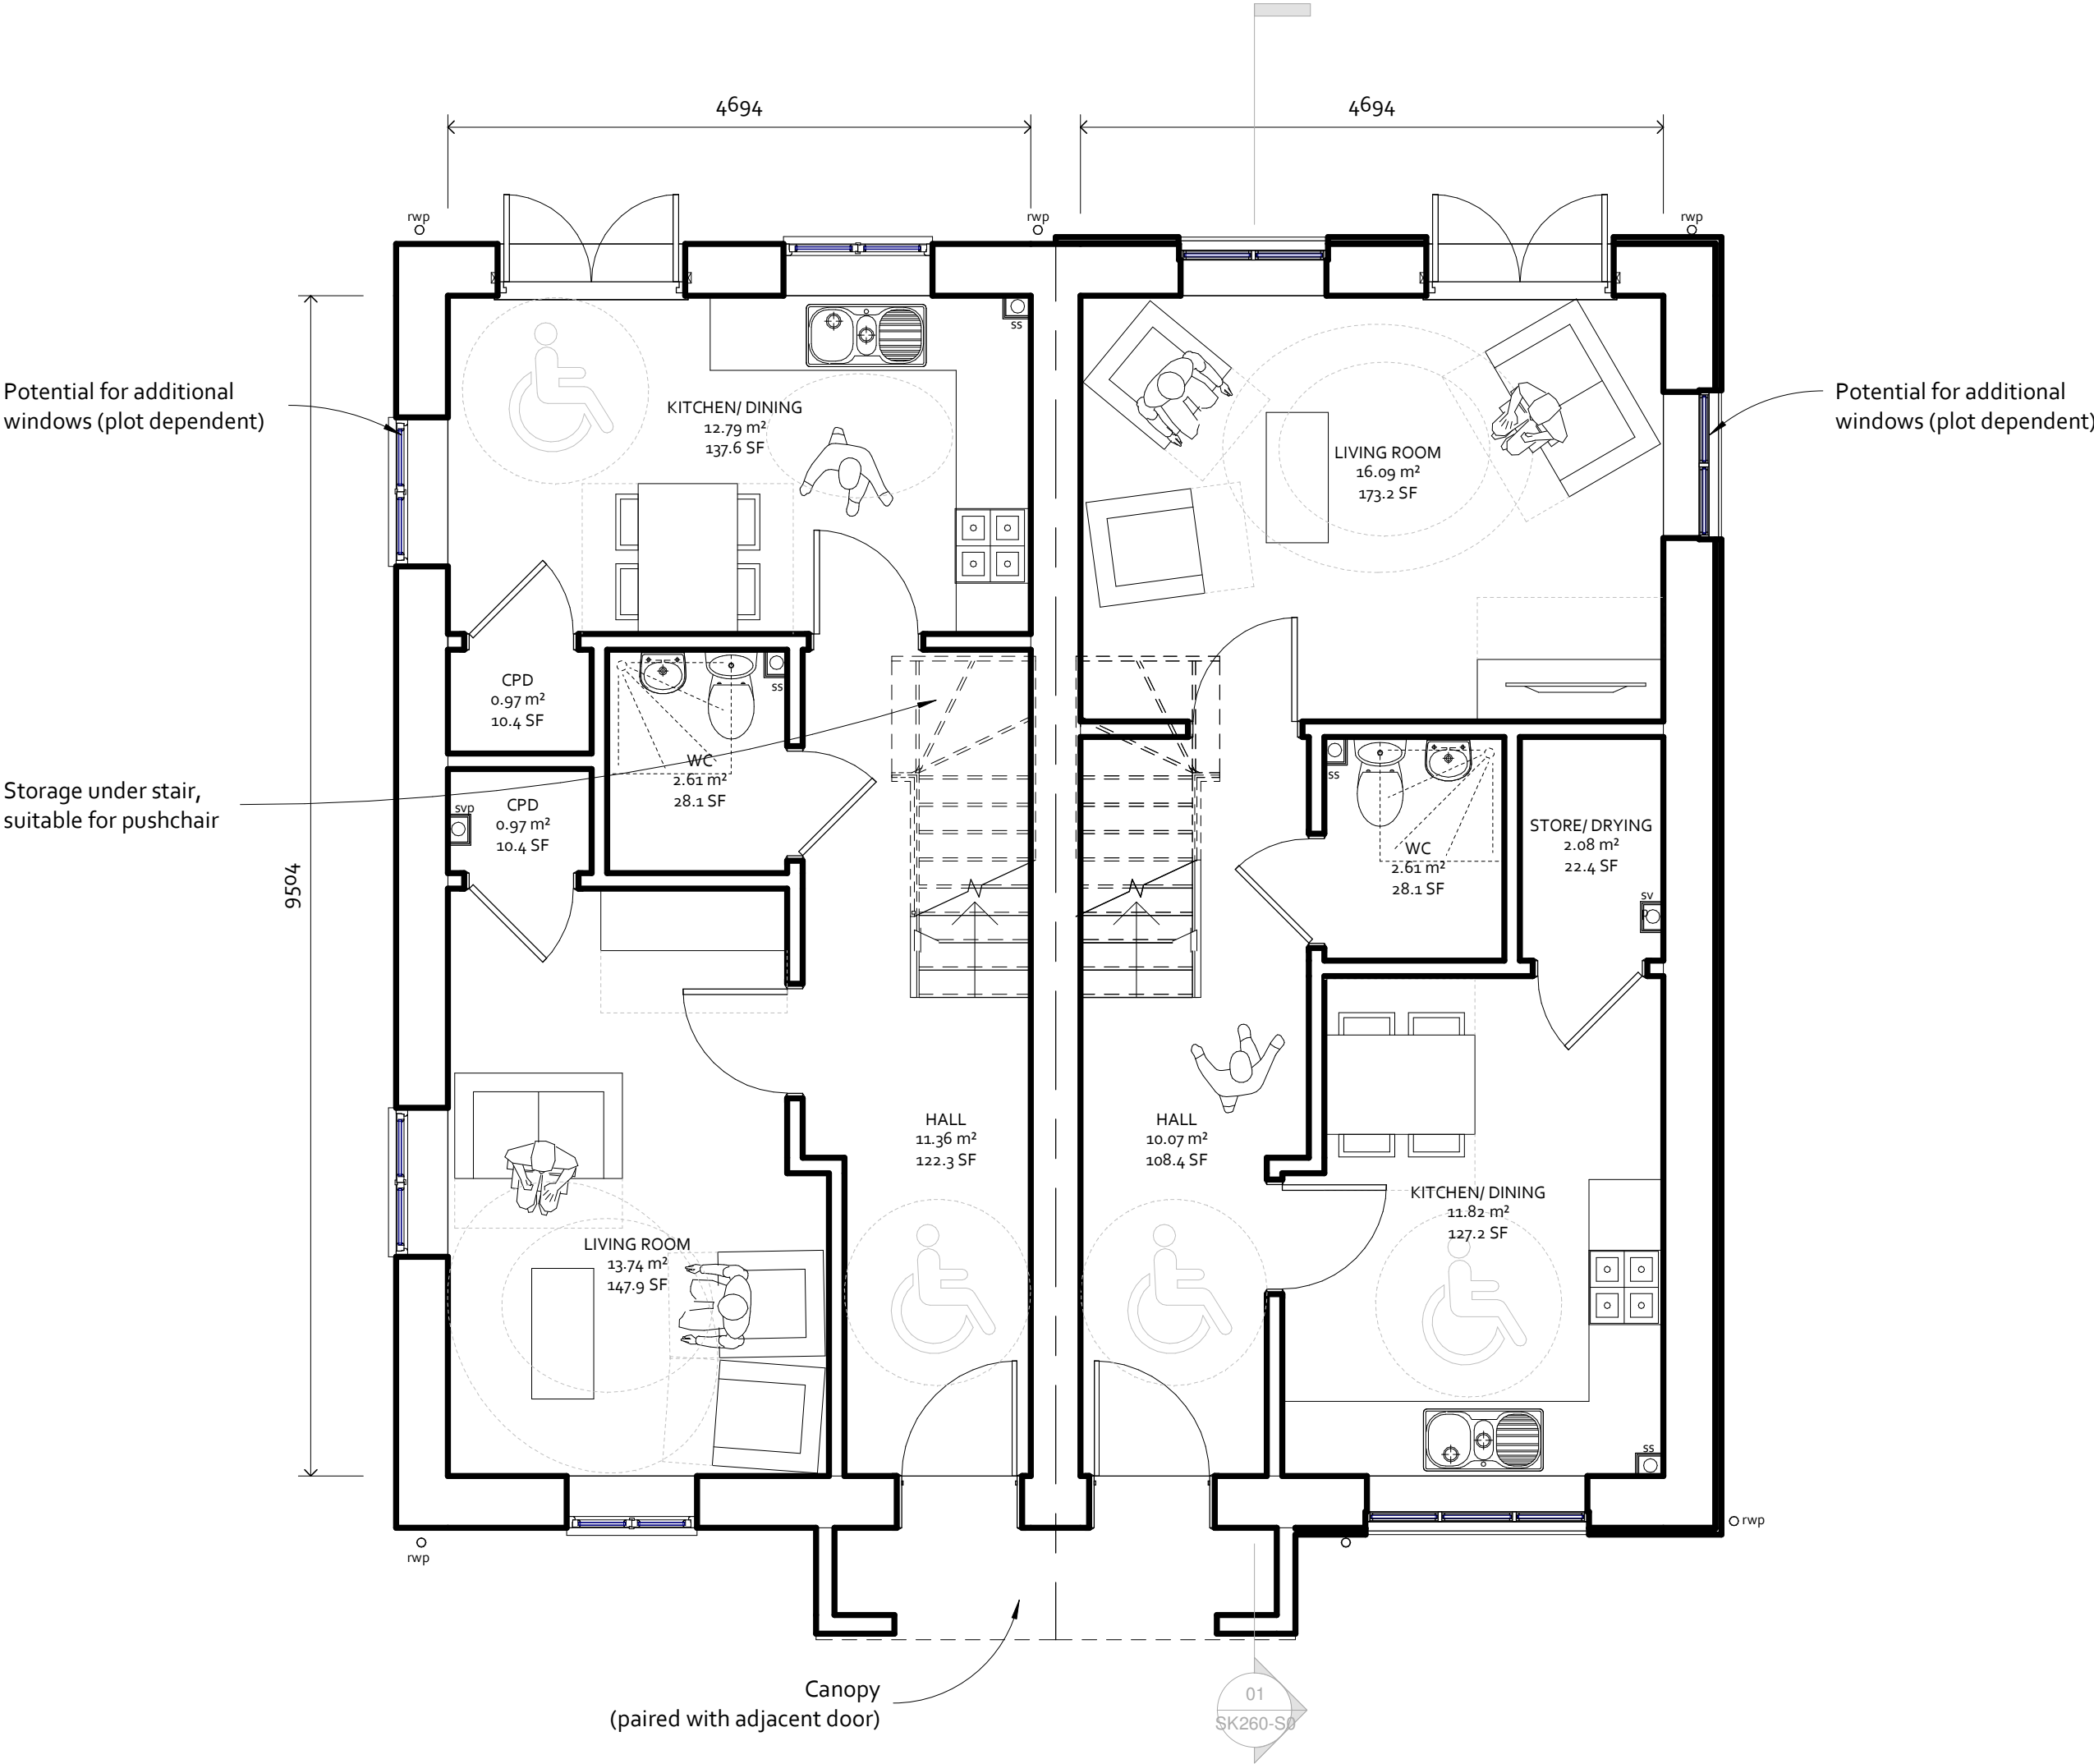 4694
4694
rwp
rwp
rwp
ss
Potential for additional
windows (plot dependent)
KITCHEN/ DINING
12.79 m²
137.6 SF
Potential for additional
windows (plot dependent)
LIVING ROOM
16.09 m²
173.2 SF
CPD
0.97 m²
10.4 SF
ss
WC
2.61 m²
28.1 SF
ss
Storage under stair,
suitable for pushchair
svp
CPD
0.97 m²
10.4 SF
WC
2.61 m²
28.1 SF
STORE/ DRYING
2.08 m²
22.4 SF
sv
p
9504
HALL
11.36 m²
122.3 SF
HALL
10.07 m²
108.4 SF
KITCHEN/ DINING
11.82 m²
127.2 SF
LIVING ROOM
13.74 m²
147.9 SF
ss
rwp
rwp
Canopy
(paired with adjacent door)
01
SK260-S0